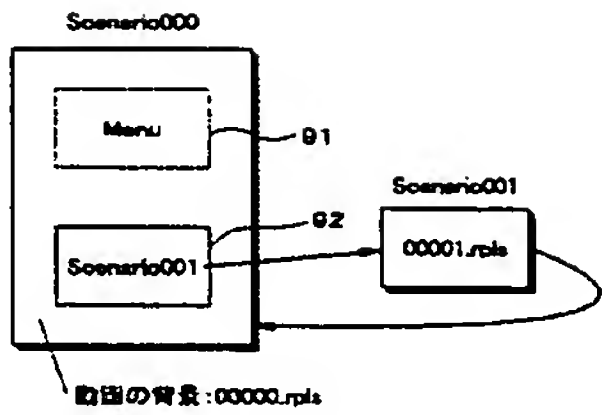 Scenario000
Menu
91
Scenario001
92
Scenario001
00001.rpls
動画の背景:00000.rpls